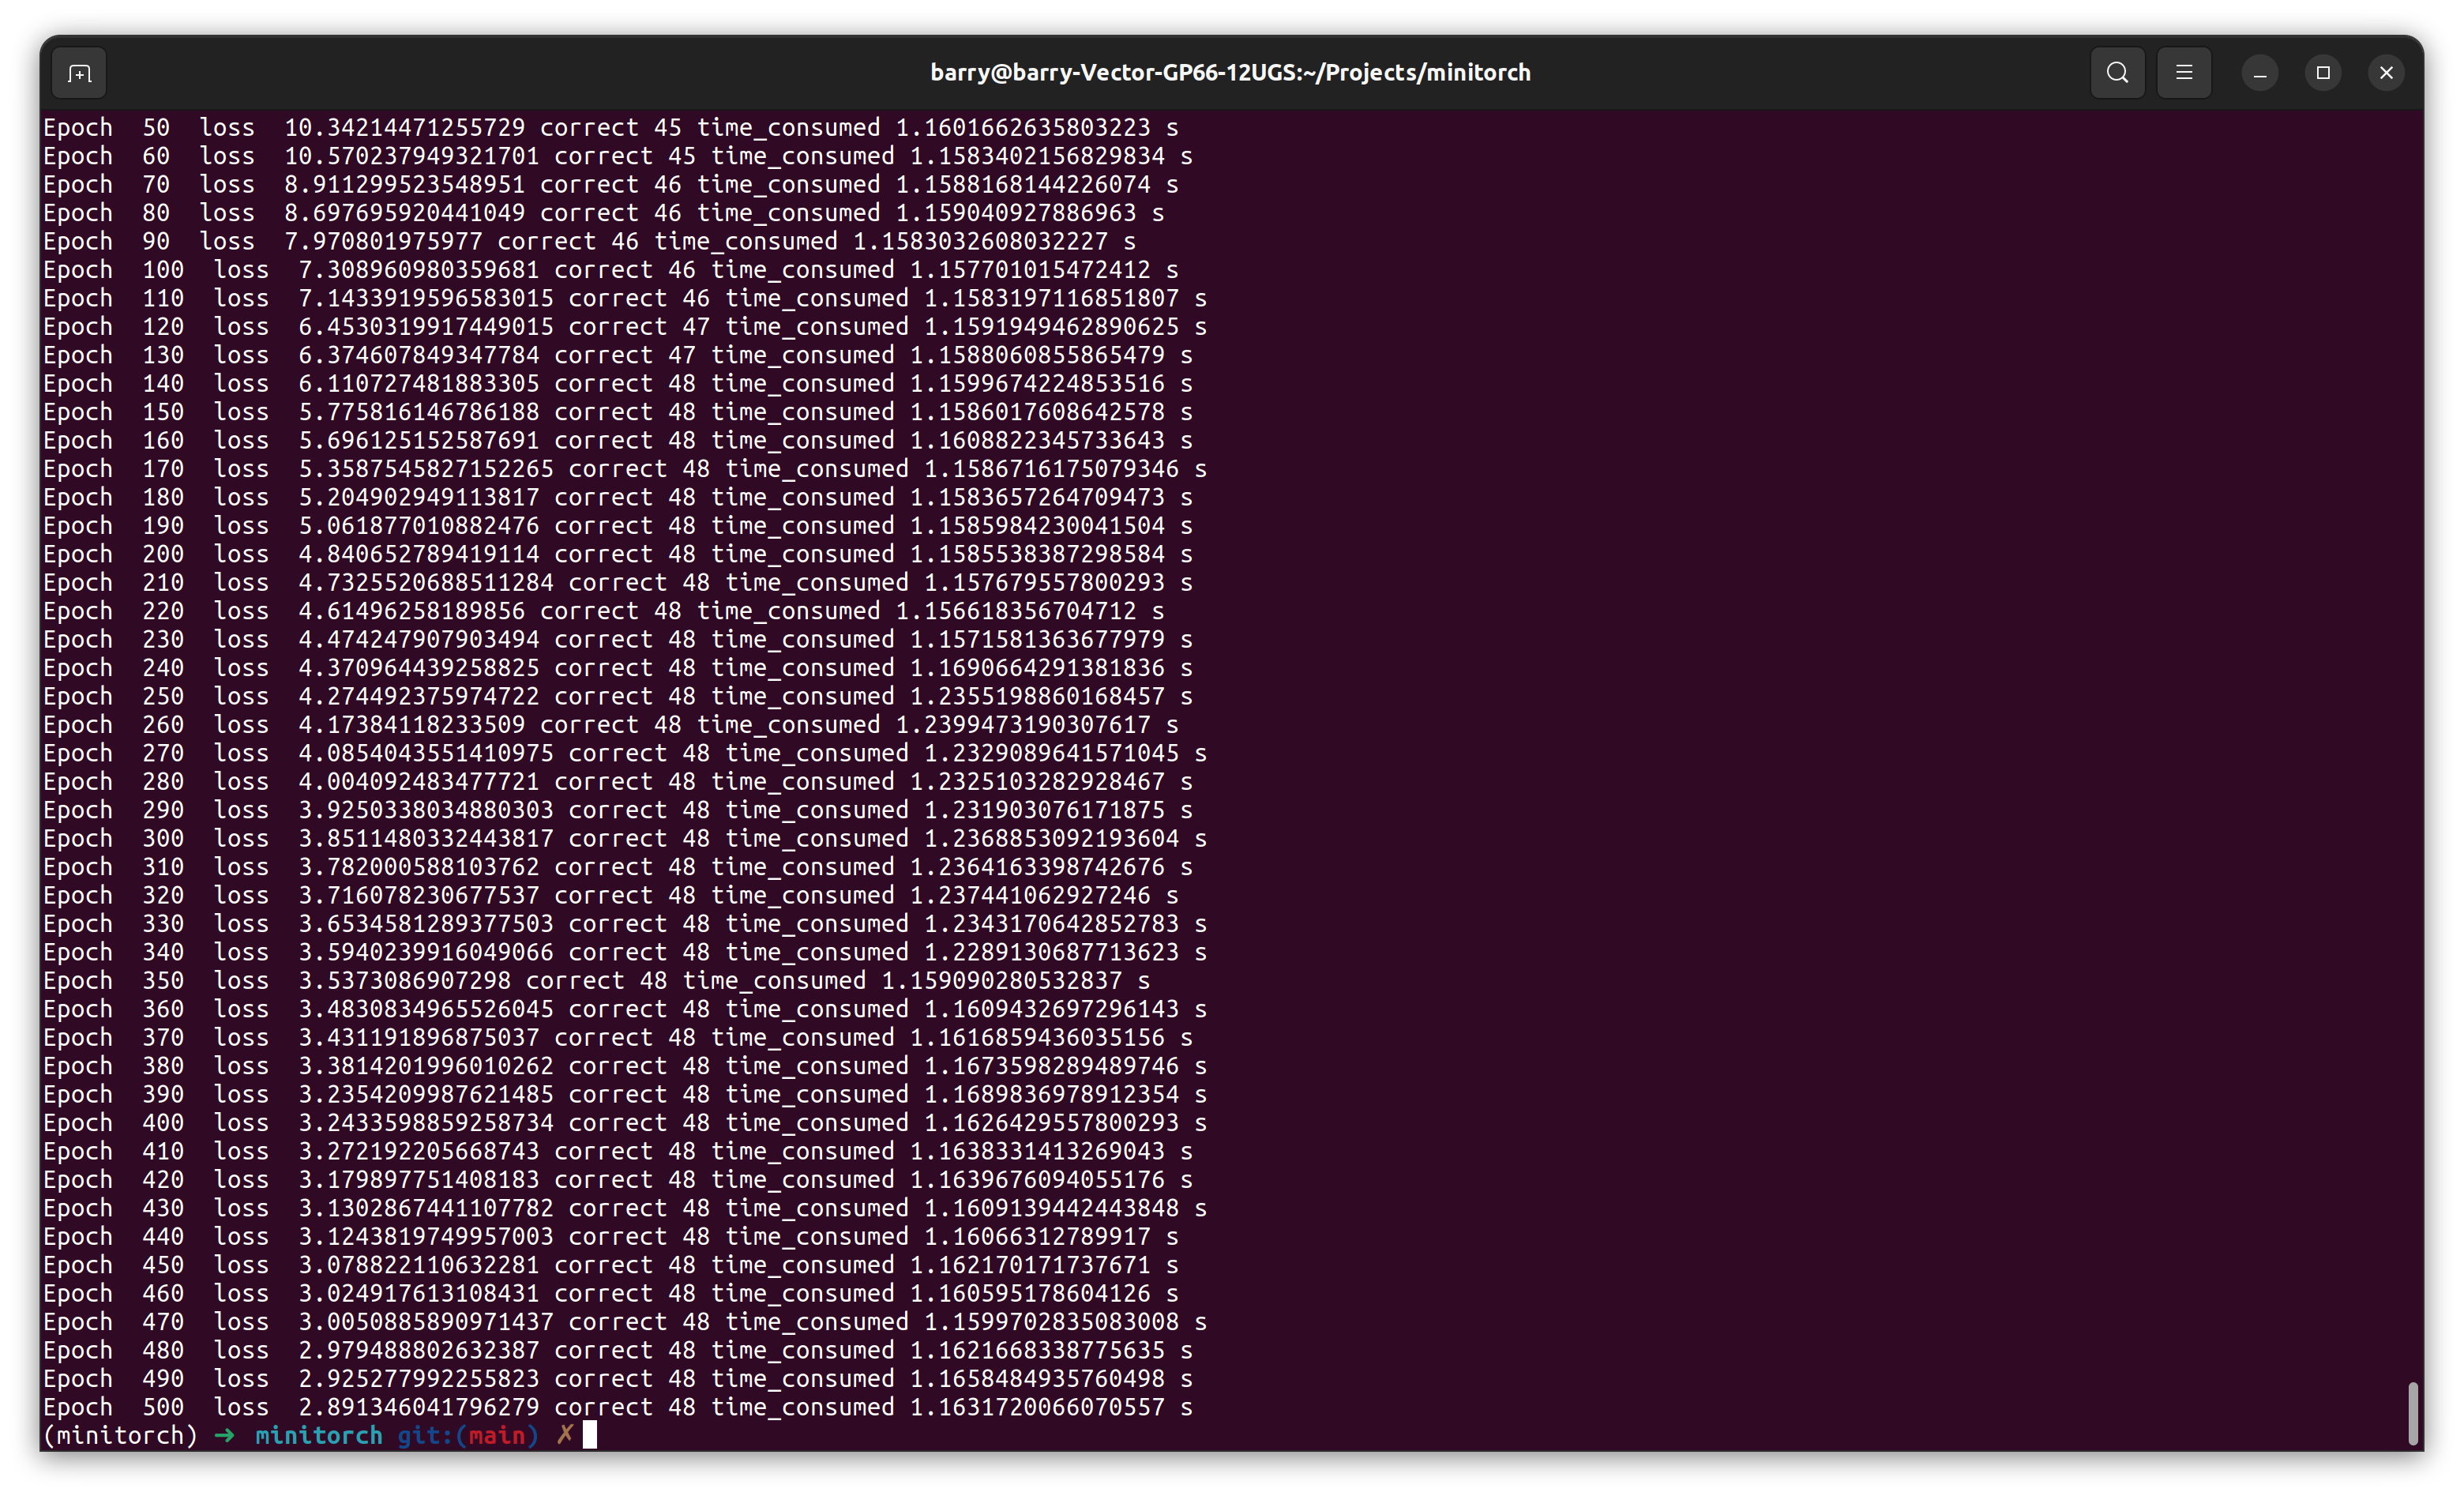 barry@barry-Vector-GP66-12UGS:~/Projects/minitorch
Epoch  50  loss  10.34214471255729 correct 45 time_consumed 1.1601662635803223 s
Epoch  60  loss  10.570237949321701 correct 45 time_consumed 1.1583402156829834 s
Epoch  70  loss  8.911299523548951 correct 46 time_consumed 1.1588168144226074 s
Epoch  80  loss  8.697695920441049 correct 46 time_consumed 1.159040927886963 s
Epoch  90  loss  7.970801975977 correct 46 time_consumed 1.1583032608032227 s
Epoch  100  loss  7.308960980359681 correct 46 time_consumed 1.157701015472412 s
Epoch  110  loss  7.1433919596583015 correct 46 time_consumed 1.1583197116851807 s
Epoch  120  loss  6.4530319917449015 correct 47 time_consumed 1.1591949462890625 s
Epoch  130  loss  6.374607849347784 correct 47 time_consumed 1.1588060855865479 s
Epoch  140  loss  6.110727481883305 correct 48 time_consumed 1.1599674224853516 s
Epoch  150  loss  5.775816146786188 correct 48 time_consumed 1.1586017608642578 s
Epoch  160  loss  5.696125152587691 correct 48 time_consumed 1.1608822345733643 s
Epoch  170  loss  5.3587545827152265 correct 48 time_consumed 1.1586716175079346 s
Epoch  180  loss  5.204902949113817 correct 48 time_consumed 1.1583657264709473 s
Epoch  190  loss  5.061877010882476 correct 48 time_consumed 1.1585984230041504 s
Epoch  200  loss  4.840652789419114 correct 48 time_consumed 1.1585538387298584 s
Epoch  210  loss  4.7325520688511284 correct 48 time_consumed 1.157679557800293 s
Epoch  220  loss  4.61496258189856 correct 48 time_consumed 1.156618356704712 s
Epoch  230  loss  4.474247907903494 correct 48 time_consumed 1.1571581363677979 s
Epoch  240  loss  4.370964439258825 correct 48 time_consumed 1.1690664291381836 s
Epoch  250  loss  4.274492375974722 correct 48 time_consumed 1.2355198860168457 s
Epoch  260  loss  4.17384118233509 correct 48 time_consumed 1.2399473190307617 s
Epoch  270  loss  4.0854043551410975 correct 48 time_consumed 1.2329089641571045 s
Epoch  280  loss  4.004092483477721 correct 48 time_consumed 1.2325103282928467 s
Epoch  290  loss  3.9250338034880303 correct 48 time_consumed 1.231903076171875 s
Epoch  300  loss  3.8511480332443817 correct 48 time_consumed 1.2368853092193604 s
Epoch  310  loss  3.782000588103762 correct 48 time_consumed 1.2364163398742676 s
Epoch  320  loss  3.716078230677537 correct 48 time_consumed 1.237441062927246 s
Epoch  330  loss  3.6534581289377503 correct 48 time_consumed 1.2343170642852783 s
Epoch  340  loss  3.5940239916049066 correct 48 time_consumed 1.2289130687713623 s
Epoch  350  loss  3.5373086907298 correct 48 time_consumed 1.159090280532837 s
Epoch  360  loss  3.4830834965526045 correct 48 time_consumed 1.1609432697296143 s
Epoch  370  loss  3.431191896875037 correct 48 time_consumed 1.1616859436035156 s
Epoch  380  loss  3.3814201996010262 correct 48 time_consumed 1.1673598289489746 s
Epoch  390  loss  3.2354209987621485 correct 48 time_consumed 1.1689836978912354 s
Epoch  400  loss  3.2433598859258734 correct 48 time_consumed 1.1626429557800293 s
Epoch  410  loss  3.272192205668743 correct 48 time_consumed 1.1638331413269043 s
Epoch  420  loss  3.179897751408183 correct 48 time_consumed 1.1639676094055176 s
Epoch  430  loss  3.1302867441107782 correct 48 time_consumed 1.1609139442443848 s
Epoch  440  loss  3.1243819749957003 correct 48 time_consumed 1.16066312789917 s
Epoch  450  loss  3.078822110632281 correct 48 time_consumed 1.162170171737671 s
Epoch  460  loss  3.024917613108431 correct 48 time_consumed 1.160595178604126 s
Epoch  470  loss  3.0050885890971437 correct 48 time_consumed 1.1599702835083008 s
Epoch  480  loss  2.979488802632387 correct 48 time_consumed 1.1621668338775635 s
Epoch  490  loss  2.925277992255823 correct 48 time_consumed 1.1658484935760498 s
Epoch  500  loss  2.891346041796279 correct 48 time_consumed 1.1631720066070557 s
(minitorch) ➜  minitorch git:(main) ✗